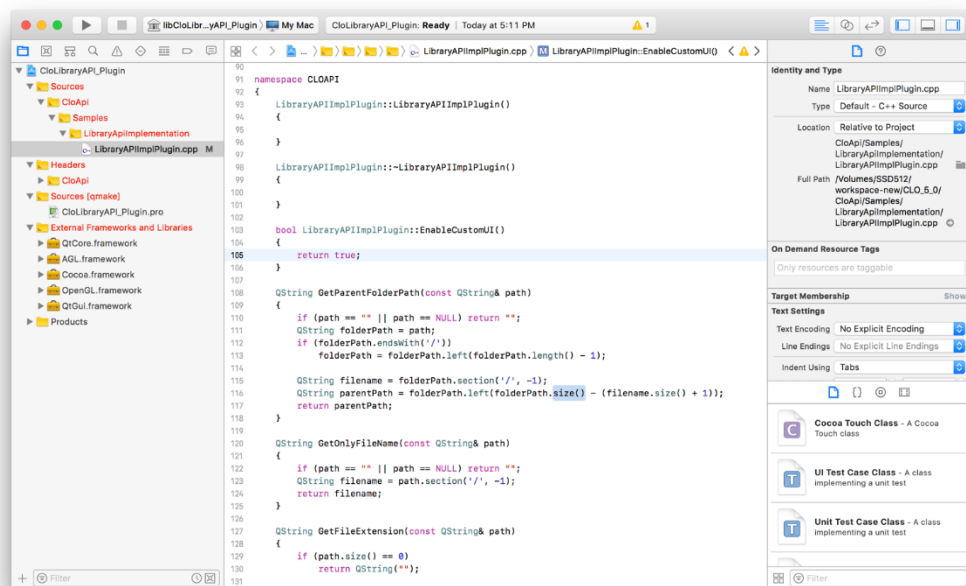 libCloLibr...yAPI_Plugin
My Mac
CloLibraryAPI_Plugin: Ready | Today at 5:11 PM
1
...
LibraryAPIImplPlugin.cpp
M LibraryAPIImplPlugin::EnableCustomUI()
CloLibraryAPI_Plugin
Sources
CloApi
Samples
LibraryApiImplementation
LibraryAPIImplPlugin.cpp M
Headers
CloApi
Sources [qmake]
CloLibraryAPI_Plugin.pro
External Frameworks and Libraries
QtCore.framework
AGL.framework
Cocoa.framework
OpenGL.framework
QtGui.framework
Products
Filter
90
91 namespace CLOAPI
92 {
93 LibraryAPIImplPlugin::LibraryAPIImplPlugin()
94 {
95
96 }
97
98 LibraryAPIImplPlugin::~LibraryAPIImplPlugin()
99 {
100
101 }
102
103 bool LibraryAPIImplPlugin::EnableCustomUI()
104 {
105 return true;
106 }
107
108 QString GetParentFolderPath(const QString& path)
109 {
110 if (path == "" || path == NULL) return "";
111 QString folderPath = path;
112 if (folderPath.endsWith('/'))
113 folderPath = folderPath.left(folderPath.length() - 1);
114
115 QString filename = folderPath.section('/', -1);
116 QString parentPath = folderPath.left(folderPath.size() - (filename.size() + 1));
117 return parentPath;
118 }
119
120 QString GetOnlyFileName(const QString& path)
121 {
122 if (path == "" || path == NULL) return "";
123 QString filename = path.section('/', -1);
124 return filename;
125 }
126
127 QString GetFileExtension(const QString& path)
128 {
129 if (path.size() == 0)
130 return QString("");
131
Identity and Type
Name LibraryAPIImplPlugin.cpp
Type Default - C++ Source
Location Relative to Project
CloApi/Samples/
LibraryApiImplementation/
LibraryAPIImplPlugin.cpp
Full Path /Volumes/SSD512/
workspace-new/CLO_5_0/
CloApi/Samples/
LibraryApiImplementation/
LibraryAPIImplPlugin.cpp
On Demand Resource Tags
Only resources are taggable
Target Membership Show
Text Settings
Text Encoding No Explicit Encoding
Line Endings No Explicit Line Endings
Indent Using Tabs
C
Cocoa Touch Class - A Cocoa
Touch class
T
UI Test Case Class - A class
implementing a unit test
T
Unit Test Case Class - A class
implementing a unit test
Filter